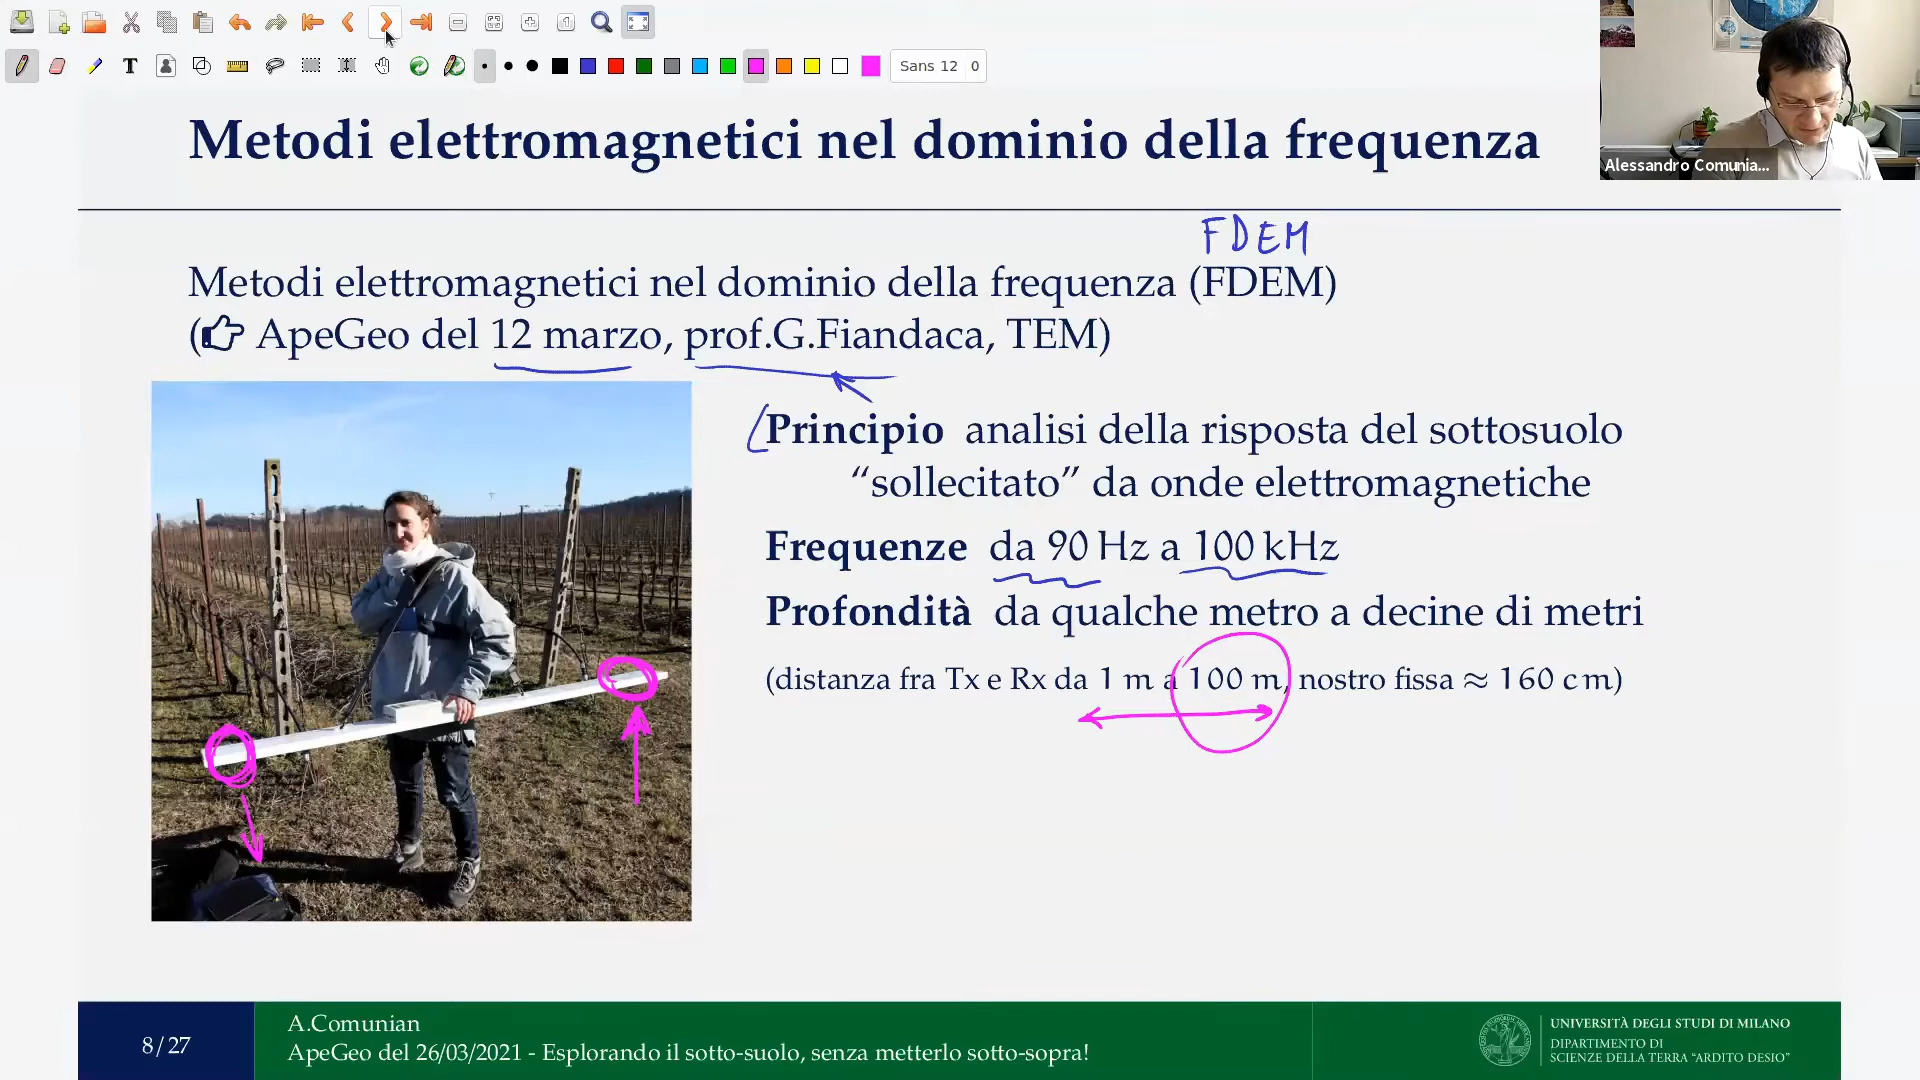 Sans 12 0
Metodi elettromagnetici nel dominio della frequenza
Alessandro Comunia...
FDEM
Metodi elettromagnetici nel dominio della frequenza (FDEM)
(☞ ApeGeo del 12 marzo, prof.G.Fiandaca, TEM)
Principio analisi della risposta del sottosuolo
“sollecitato” da onde elettromagnetiche
Frequenze da 90 Hz a 100 kHz
Profondità da qualche metro a decine di metri
(distanza fra Tx e Rx da 1 m a 100 m, nostro fissa ≈ 160 cm)
8/27
A.Comunian
ApeGeo del 26/03/2021 - Esplorando il sotto-suolo, senza metterlo sotto-sopra!
UNIVERSITÀ DEGLI STUDI DI MILANO
DIPARTIMENTO DI
SCIENZE DELLA TERRA “ARDITO DESIO”